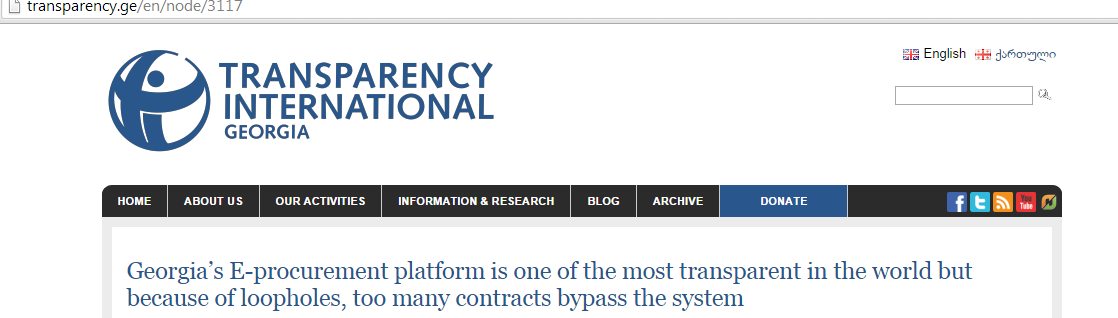 transparency.ge/en/node/3117
English ქართული
TRANSPARENCY
INTERNATIONAL
GEORGIA
HOME ABOUT US OUR ACTIVITIES INFORMATION & RESEARCH BLOG ARCHIVE DONATE
You
Tube
Georgia’s E-procurement platform is one of the most transparent in the world but
because of loopholes, too many contracts bypass the system